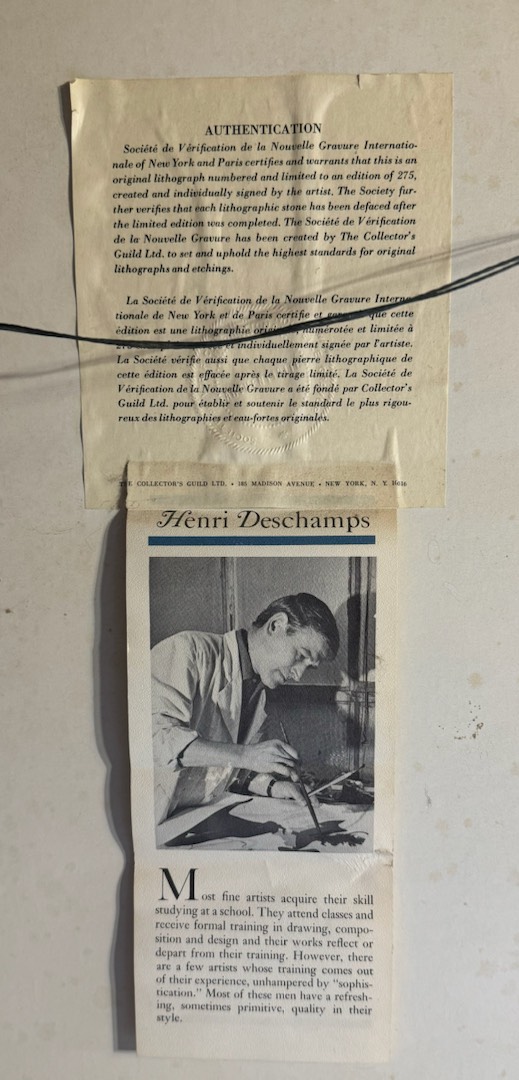 AUTHENTICATION
Société de Vérification de la Nouvelle Gravure Internatio-
nale of New York and Paris certifies and warrants that this is an
original lithograph numbered and limited to an edition of 275,
created and individually signed by the artist. The Society fur-
ther verifies that each lithographic stone has been defaced after
the limited edition was completed. The Société de Vérification
de la Nouvelle Gravure has been created by The Collector's
Guild Ltd. to set and uphold the highest standards for original
lithographs and etchings.
La Société de Vérification de la Nouvelle Gravure Interna-
tionale de New York et de Paris certifie et que cette
édition est une lithographie numérotée et limitée à
et individuellement signée par l'artiste.
La Société vérifie aussi que chaque pierre lithographique de
cette édition est effacée après le tirage limité. La Société de
Vérification de la Nouvelle Gravure a été fondé par Collector's
Guild Ltd. pour établir et soutenir le standard le plus rigou-
reux des lithographies et eau-fortes originales.
THE COLLECTOR'S GUILD LTD. • 185 MADISON AVENUE • NEW YORK, N. Y.
Henri Deschamps
Most fine artists acquire their skill
studying at a school. They attend classes and
receive formal training in drawing, compo-
sition and design and their works reflect or
depart from their training. However, there
are a few artists whose training comes out
of their experience, unhampered by "sophis-
tication." Most of these men have a refresh-
ing, sometimes primitive, quality in their
style.